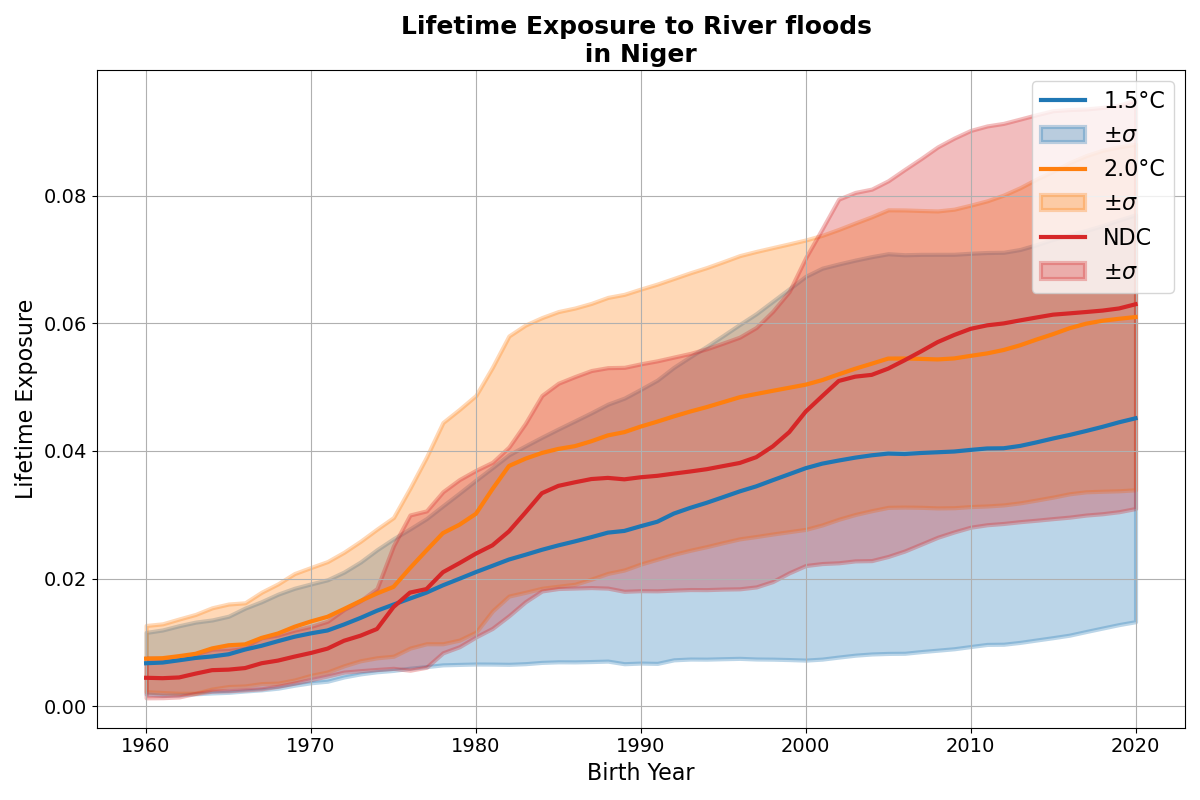 Lifetime Exposure to River floods
in Niger
Lifetime Exposure
0.08
0.06
0.04
0.02
0.00
1960
1970
1980
1990
2000
2010
2020
Birth Year
1.5°C
±σ
2.0°C
±σ
NDC
±σ